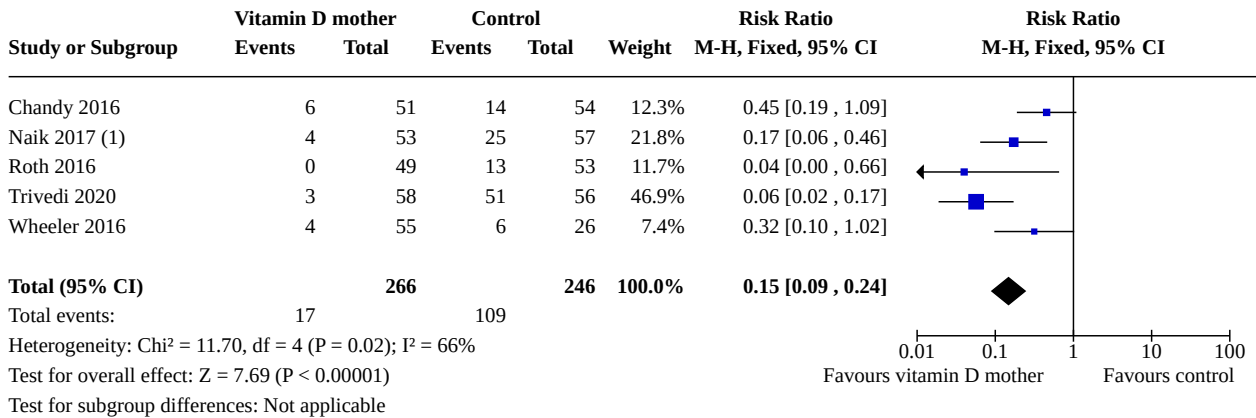 Vitamin D mother Control Risk Ratio Risk Ratio
Study or Subgroup Events Total Events Total Weight M-H, Fixed, 95% CI M-H, Fixed, 95% CI
Chandy 2016 6 51 14 54 12.3% 0.45 [0.19 , 1.09]
Naik 2017 (1) 4 53 25 57 21.8% 0.17 [0.06 , 0.46]
Roth 2016 0 49 13 53 11.7% 0.04 [0.00 , 0.66]
Trivedi 2020 3 58 51 56 46.9% 0.06 [0.02 , 0.17]
Wheeler 2016 4 55 6 26 7.4% 0.32 [0.10 , 1.02]
Total (95% CI) 266 246 100.0% 0.15 [0.09 , 0.24]
Total events: 17 109
Heterogeneity: Chi² = 11.70, df = 4 (P = 0.02); I² = 66%
0.01 0.1 1 10 100
Test for overall effect: Z = 7.69 (P < 0.00001)
Favours vitamin D mother Favours control
Test for subgroup differences: Not applicable